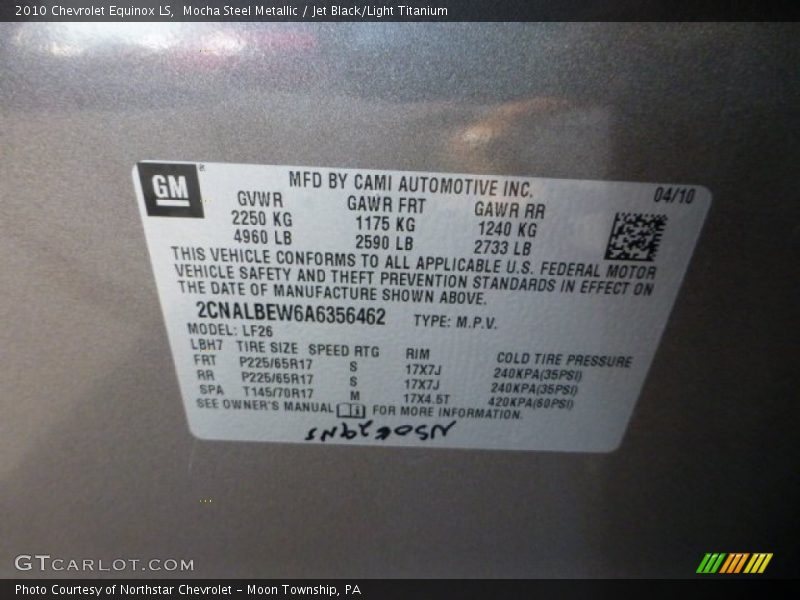 2010 Chevrolet Equinox LS,  Mocha Steel Metallic / Jet Black/Light Titanium
GM
MFD BY CAMI AUTOMOTIVE INC.
04/10
GVWR GAWR FRT GAWR RR
2250 KG 1175 KG 1240 KG
4960 LB 2590 LB 2733 LB
THIS VEHICLE CONFORMS TO ALL APPLICABLE U.S. FEDERAL MOTOR
VEHICLE SAFETY AND THEFT PREVENTION STANDARDS IN EFFECT ON
THE DATE OF MANUFACTURE SHOWN ABOVE.
2CNALBEW6A6356462 TYPE: M.P.V.
MODEL: LF26
LBH7 TIRE SIZE SPEED RTG RIM COLD TIRE PRESSURE
FRT P225/65R17 S 17X7J 240KPA(35PSI)
RR P225/65R17 S 17X7J 240KPA(35PSI)
SPA T145/70R17 M 17X4.5T 420KPA(60PSI)
SEE OWNER'S MANUAL FOR MORE INFORMATION.
GTCARLOT.COM
Photo Courtesy of Northstar Chevrolet – Moon Township, PA